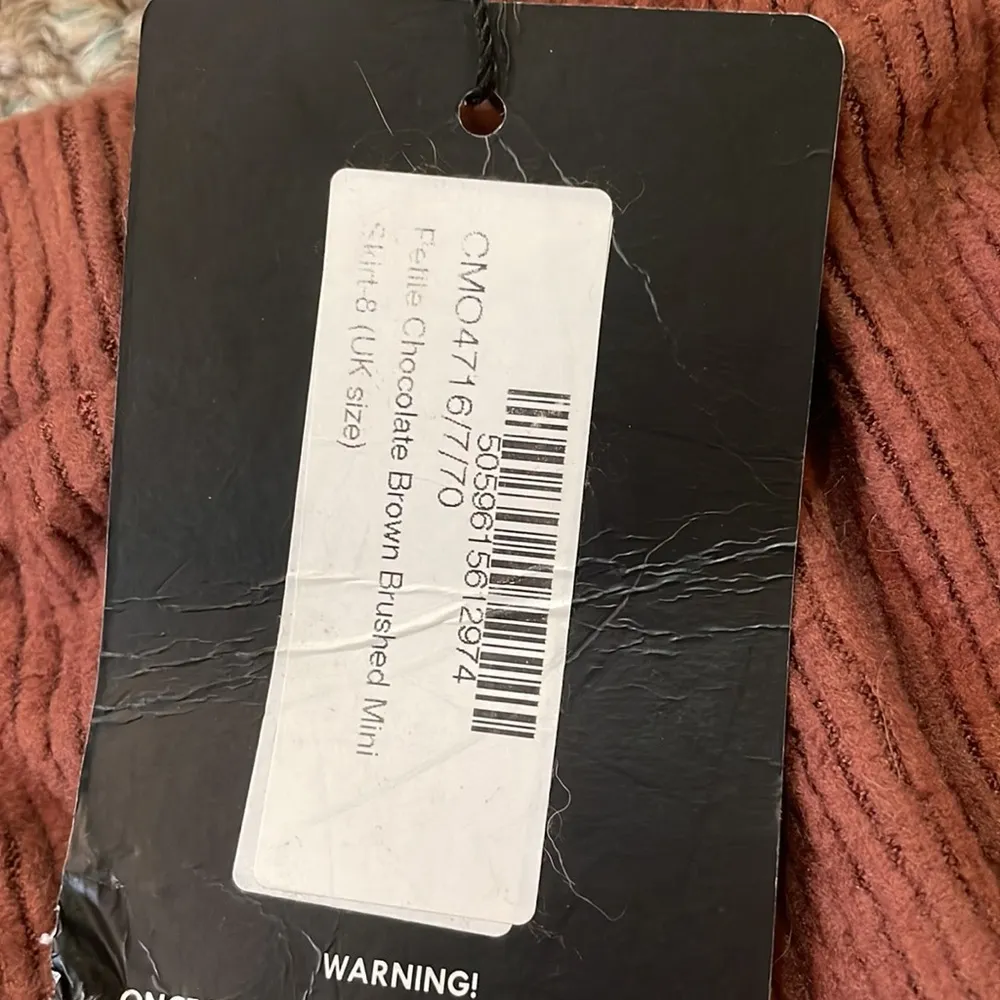 CMO4716/7/70
Petite Chocolate Brown Brushed Mini
Skirt-8 (UK size)
5059615612974
WARNING!